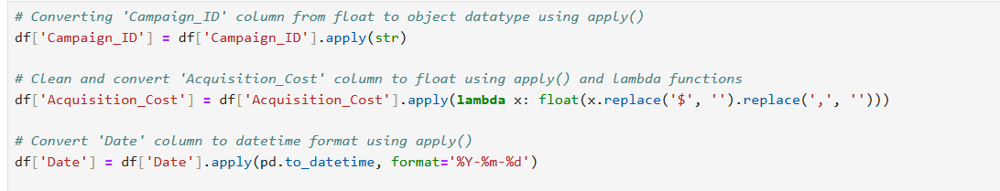 # Converting 'Campaign_ID' column from float to object datatype using apply()
df['Campaign_ID'] = df['Campaign_ID'].apply(str)
# Clean and convert 'Acquisition_Cost' column to float using apply() and lambda functions
df['Acquisition_Cost'] = df['Acquisition_Cost'].apply(lambda x: float(x.replace('$', '').replace(',', '')))
# Convert 'Date' column to datetime format using apply()
df['Date'] = df['Date'].apply(pd.to_datetime, format='%Y-%m-%d')